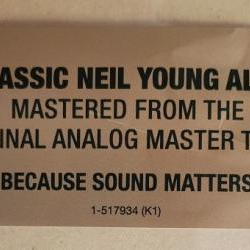 ASSIC NEIL YOUNG AL
MASTERED FROM THE
INAL ANALOG MASTER T
BECAUSE SOUND MATTERS
1-517934 (K1)